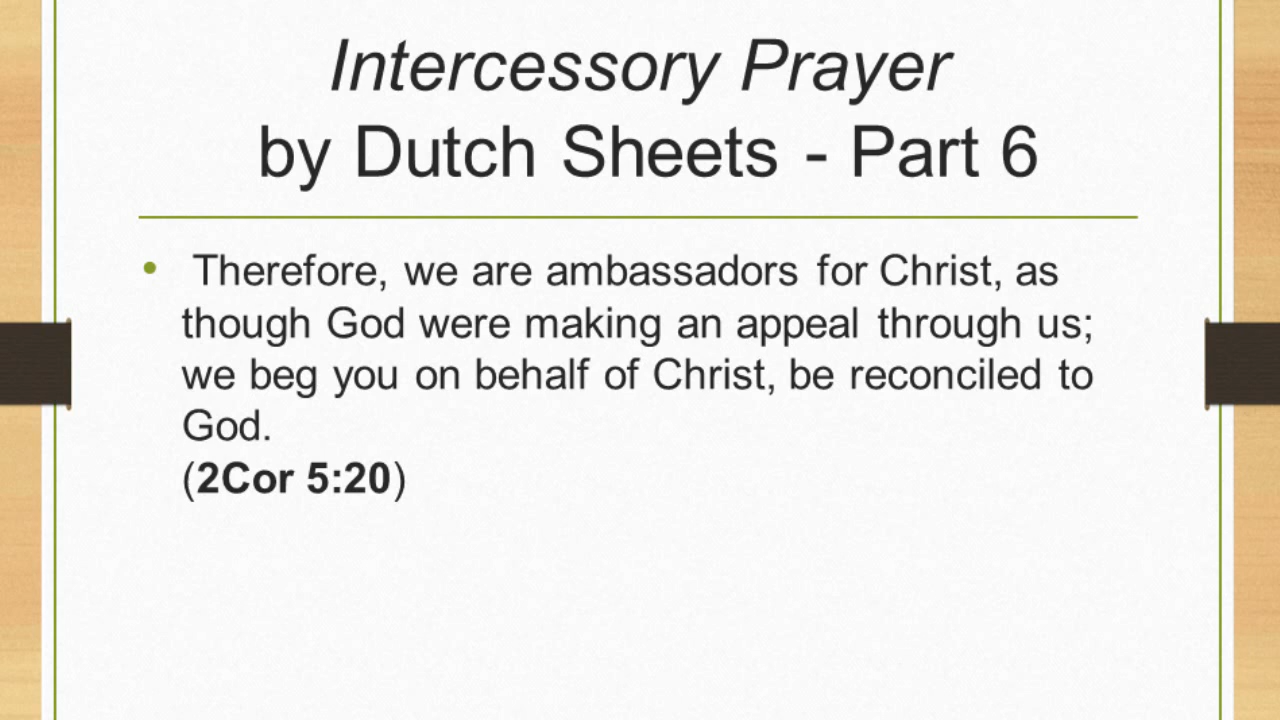 Intercessory Prayer
by Dutch Sheets - Part 6
• Therefore, we are ambassadors for Christ, as
though God were making an appeal through us;
we beg you on behalf of Christ, be reconciled to
God.
(2Cor 5:20)